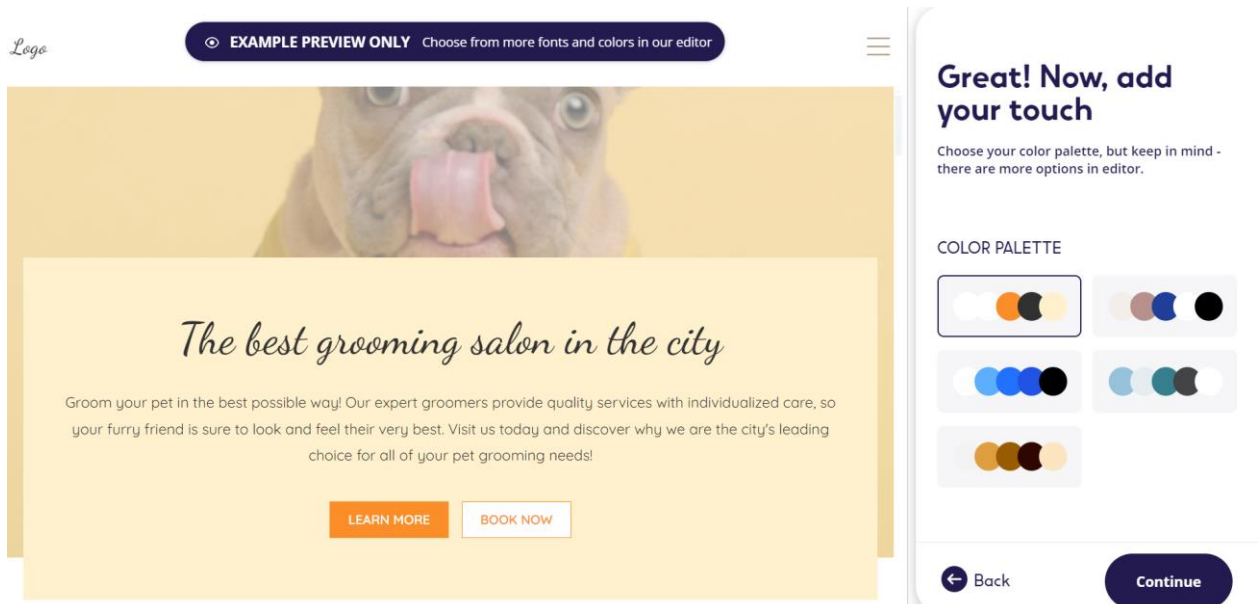 Logo
EXAMPLE PREVIEW ONLY Choose from more fonts and colors in our editor
The best grooming salon in the city
Groom your pet in the best possible way! Our expert groomers provide quality services with individualized care, so
your furry friend is sure to look and feel their very best. Visit us today and discover why we are the city's leading
choice for all of your pet grooming needs!
LEARN MORE
BOOK NOW
Great! Now, add
your touch
Choose your color palette, but keep in mind -
there are more options in editor.
COLOR PALETTE
Back
Continue